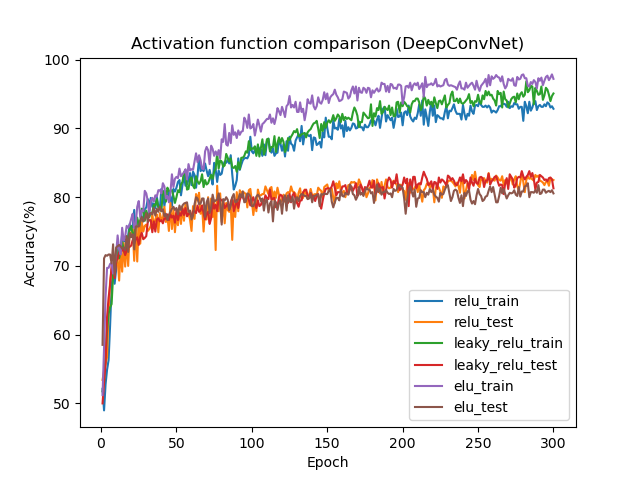 Activation function comparison (DeepConvNet)
Accuracy(%)
100
90
80
70
60
50
0
50
100
150
200
250
300
Epoch
relu_train
relu_test
leaky_relu_train
leaky_relu_test
elu_train
elu_test